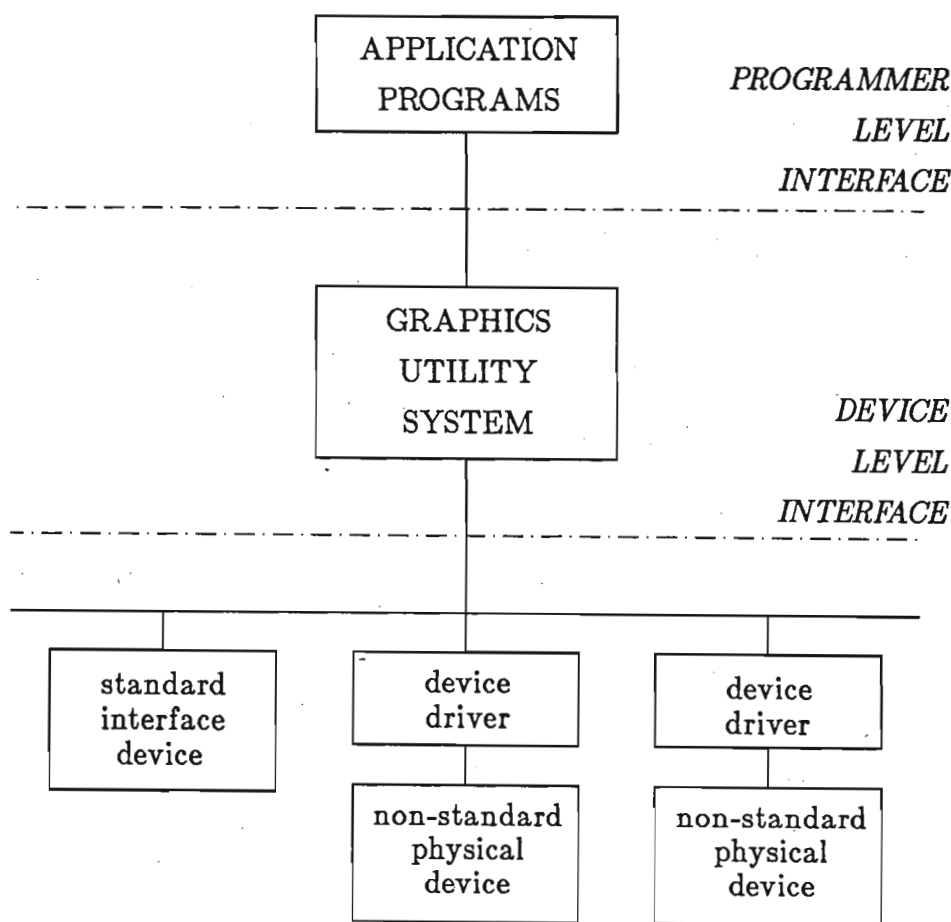 APPLICATION
PROGRAMS
PROGRAMMER
LEVEL
INTERFACE
GRAPHICS
UTILITY
SYSTEM
DEVICE
LEVEL
INTERFACE
standard
interface
device
device
driver
device
driver
non-standard
physical
device
non-standard
physical
device